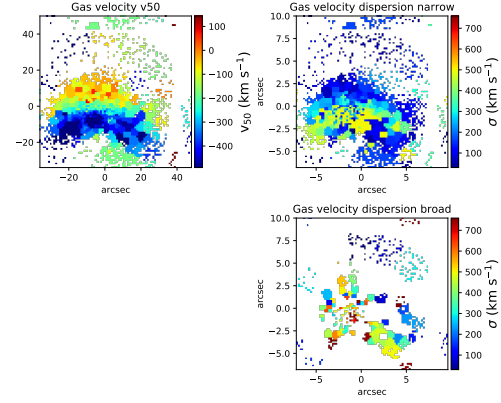 Gas velocity v50
40
20
0
−20
−20 0 20 40
arcsec
100
0
−100
−200
−300
−400
v50 (km s−1)
Gas velocity dispersion narrow
10.0
7.5
5.0
2.5
0.0
−2.5
−5.0
arcsec
−5 0 5
arcsec
700
600
500
400
300
200
100
σ (km s−1)
Gas velocity dispersion broad
10.0
7.5
5.0
2.5
0.0
−2.5
−5.0
arcsec
−5 0 5
arcsec
700
600
500
400
300
200
100
σ (km s−1)